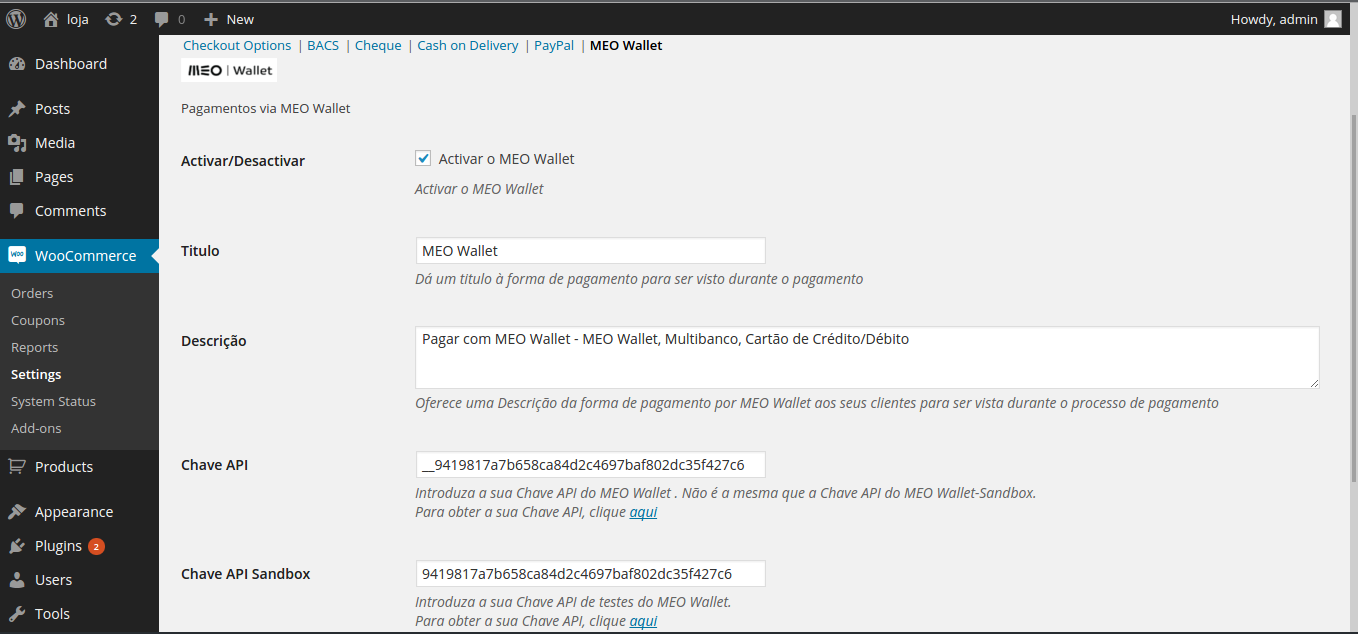 loja 2 0 New Howdy, admin
Checkout Options | BACS | Cheque | Cash on Delivery | PayPal | MEO Wallet
MEO | Wallet
Pagamentos via MEO Wallet
Dashboard
Posts
Media
Pages
Comments
WooCommerce
Orders
Coupons
Reports
Settings
System Status
Add-ons
Products
Appearance
Plugins 2
Users
Tools
Activar/Desactivar
Activar o MEO Wallet
Activar o MEO Wallet
Titulo
MEO Wallet
Dá um titulo à forma de pagamento para ser visto durante o pagamento
Descrição
Pagar com MEO Wallet - MEO Wallet, Multibanco, Cartão de Crédito/Débito
Oferece uma Descrição da forma de pagamento por MEO Wallet aos seus clientes para ser vista durante o processo de pagamento
Chave API
__9419817a7b658ca84d2c4697baf802dc35f427c6
Introduza a sua Chave API do MEO Wallet . Não é a mesma que a Chave API do MEO Wallet-Sandbox.
Para obter a sua Chave API, clique aqui
Chave API Sandbox
9419817a7b658ca84d2c4697baf802dc35f427c6
Introduza a sua Chave API de testes do MEO Wallet.
Para obter a sua Chave API, clique aqui